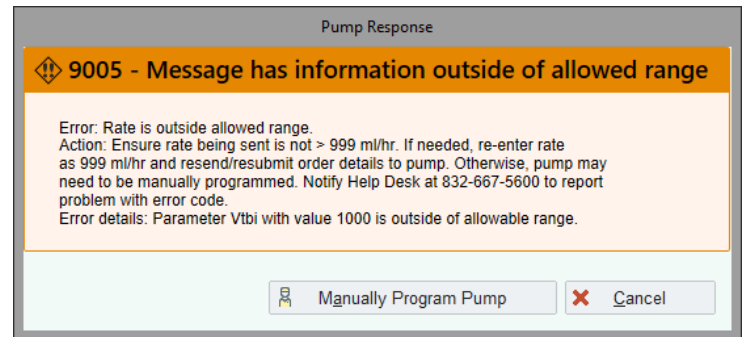 Pump Response
9005 - Message has information outside of allowed range
Error: Rate is outside allowed range.
Action: Ensure rate being sent is not > 999 ml/hr. If needed, re-enter rate
as 999 ml/hr and resend/resubmit order details to pump. Otherwise, pump may
need to be manually programmed. Notify Help Desk at 832-667-5600 to report
problem with error code.
Error details: Parameter Vtbi with value 1000 is outside of allowable range.
Manually Program Pump
Cancel